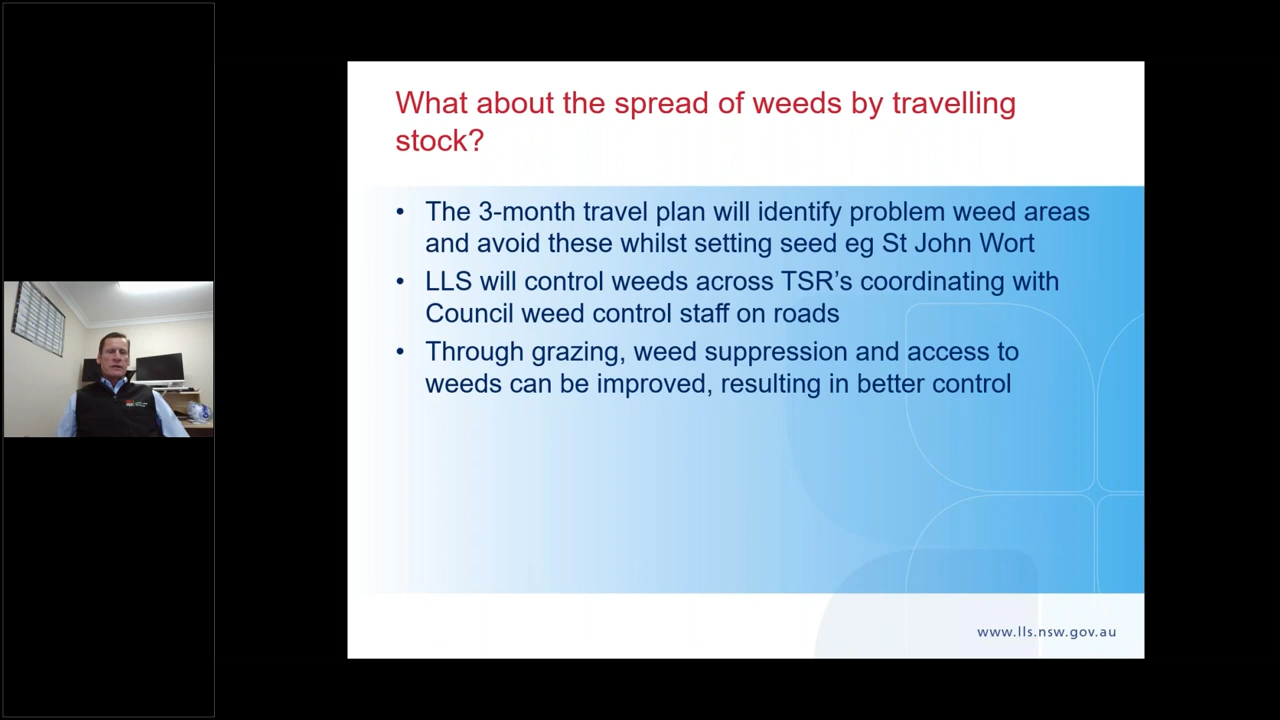 What about the spread of weeds by travelling
stock?
• The 3-month travel plan will identify problem weed areas
and avoid these whilst setting seed eg St John Wort
• LLS will control weeds across TSR's coordinating with
Council weed control staff on roads
• Through grazing, weed suppression and access to
weeds can be improved, resulting in better control
www.lls.nsw.gov.au